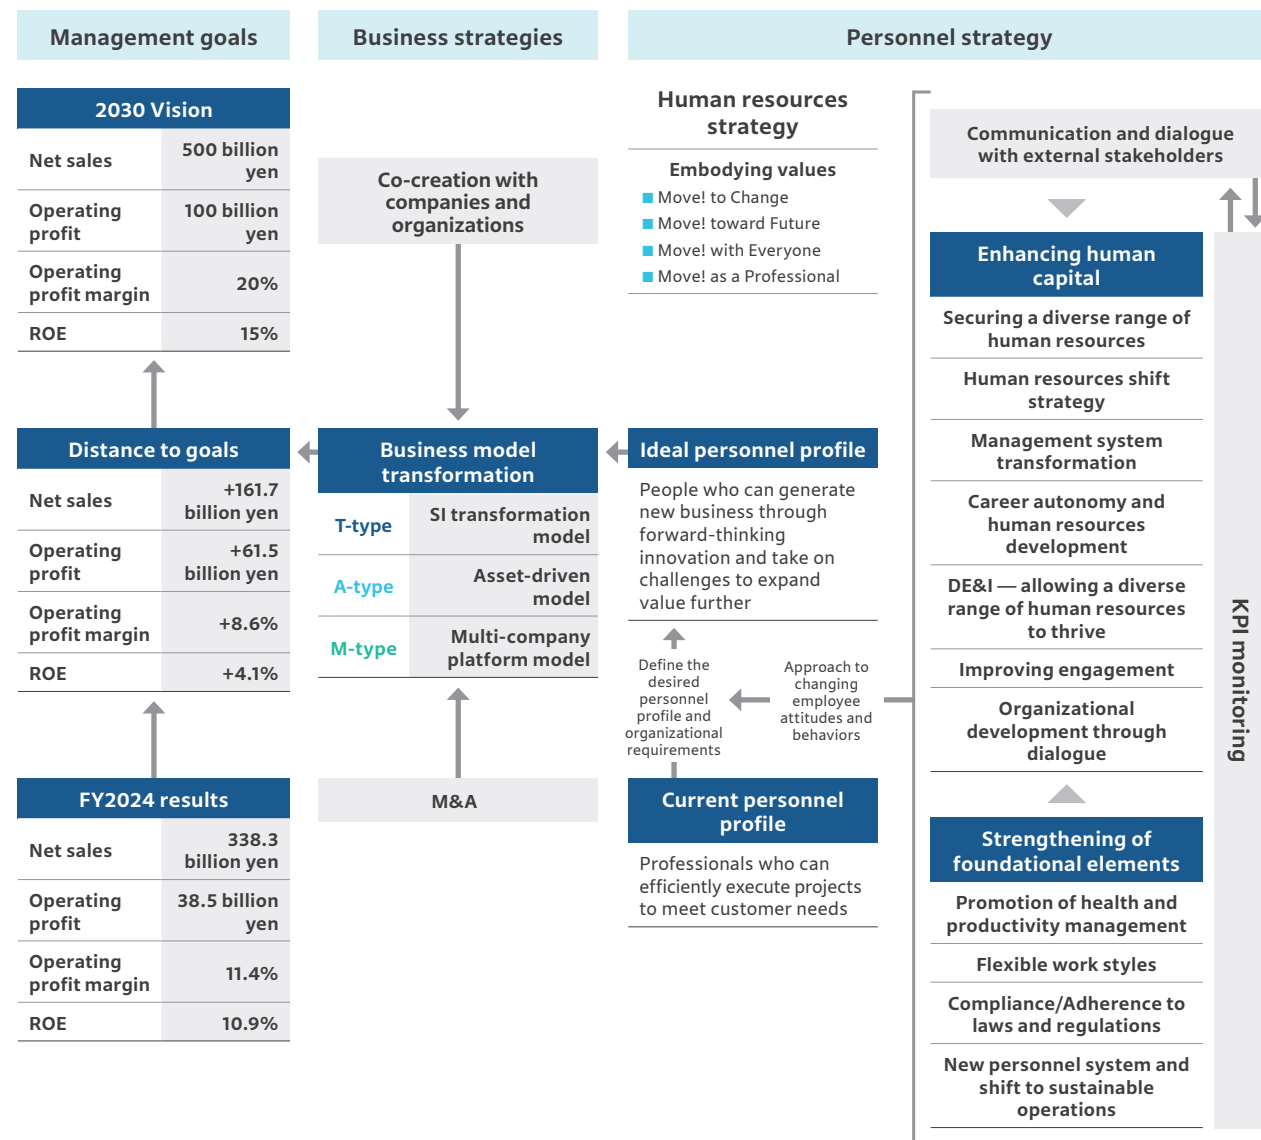 Management goals
Business strategies
Personnel strategy
2030 Vision
Net sales
500 billion
yen
Operating
profit
100 billion
yen
Operating
profit margin
20%
ROE
15%
Distance to goals
Net sales
+161.7
billion yen
Operating
profit
+61.5
billion yen
Operating
profit margin
+8.6%
ROE
+4.1%
FY2024 results
Net sales
338.3
billion yen
Operating
profit
38.5 billion
yen
Operating
profit margin
11.4%
ROE
10.9%
Co-creation with
companies and
organizations
Business model
transformation
T-type
SI transformation
model
A-type
Asset-driven
model
M-type
Multi-company
platform model
M&A
Human resources
strategy
Embodying values
Move! to Change
Move! toward Future
Move! with Everyone
Move! as a Professional
Ideal personnel profile
People who can generate
new business through
forward-thinking
innovation and take on
challenges to expand
value further
Define the
desired
personnel
profile and
organizational
requirements
Approach to
changing
employee
attitudes and
behaviors
Current personnel
profile
Professionals who can
efficiently execute projects
to meet customer needs
Communication and dialogue
with external stakeholders
Enhancing human
capital
Securing a diverse range of
human resources
Human resources shift
strategy
Management system
transformation
Career autonomy and
human resources
development
DE&I — allowing a diverse
range of human resources
to thrive
Improving engagement
Organizational
development through
dialogue
Strengthening of
foundational elements
Promotion of health and
productivity management
Flexible work styles
Compliance/Adherence to
laws and regulations
New personnel system and
shift to sustainable
operations
KPI monitoring